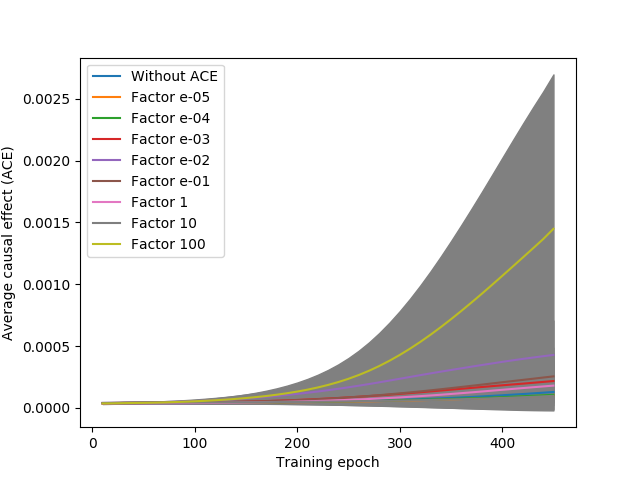 Without ACE
Factor e-05
Factor e-04
Factor e-03
Factor e-02
Factor e-01
Factor 1
Factor 10
Factor 100
Average causal effect (ACE)
0.0025
0.0020
0.0015
0.0010
0.0005
0.0000
0 100 200 300 400
Training epoch